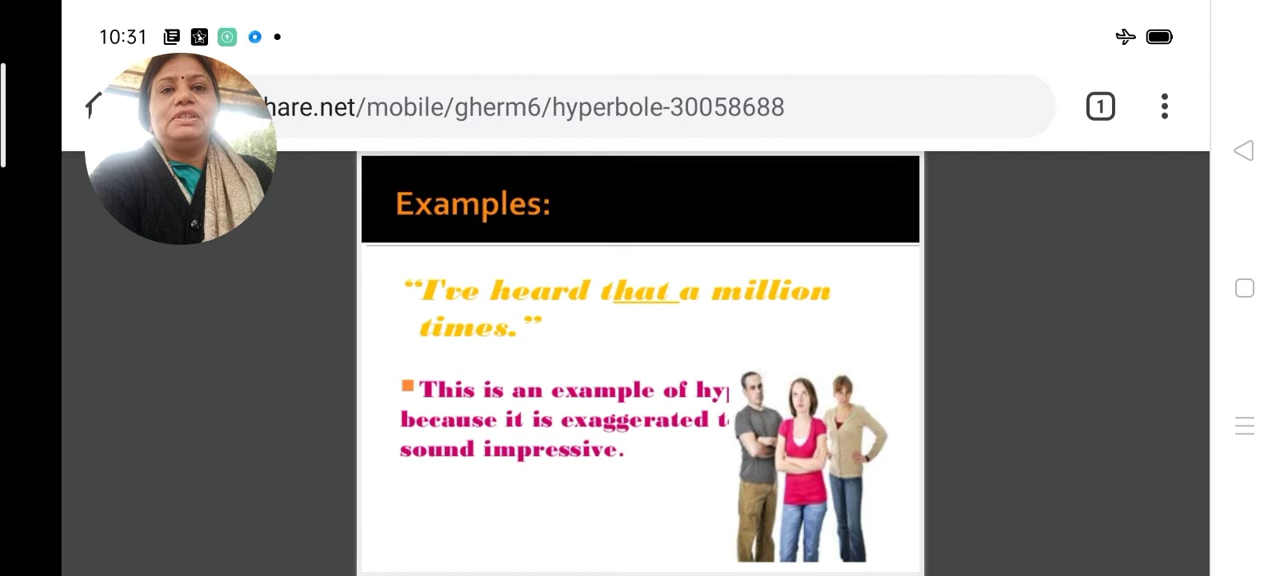 10:31
hare.net/mobile/gherm6/hyperbole-30058688
1
Examples:
“I've heard that a million
times.”
This is an example of
because it is exaggerated
sound impressive.